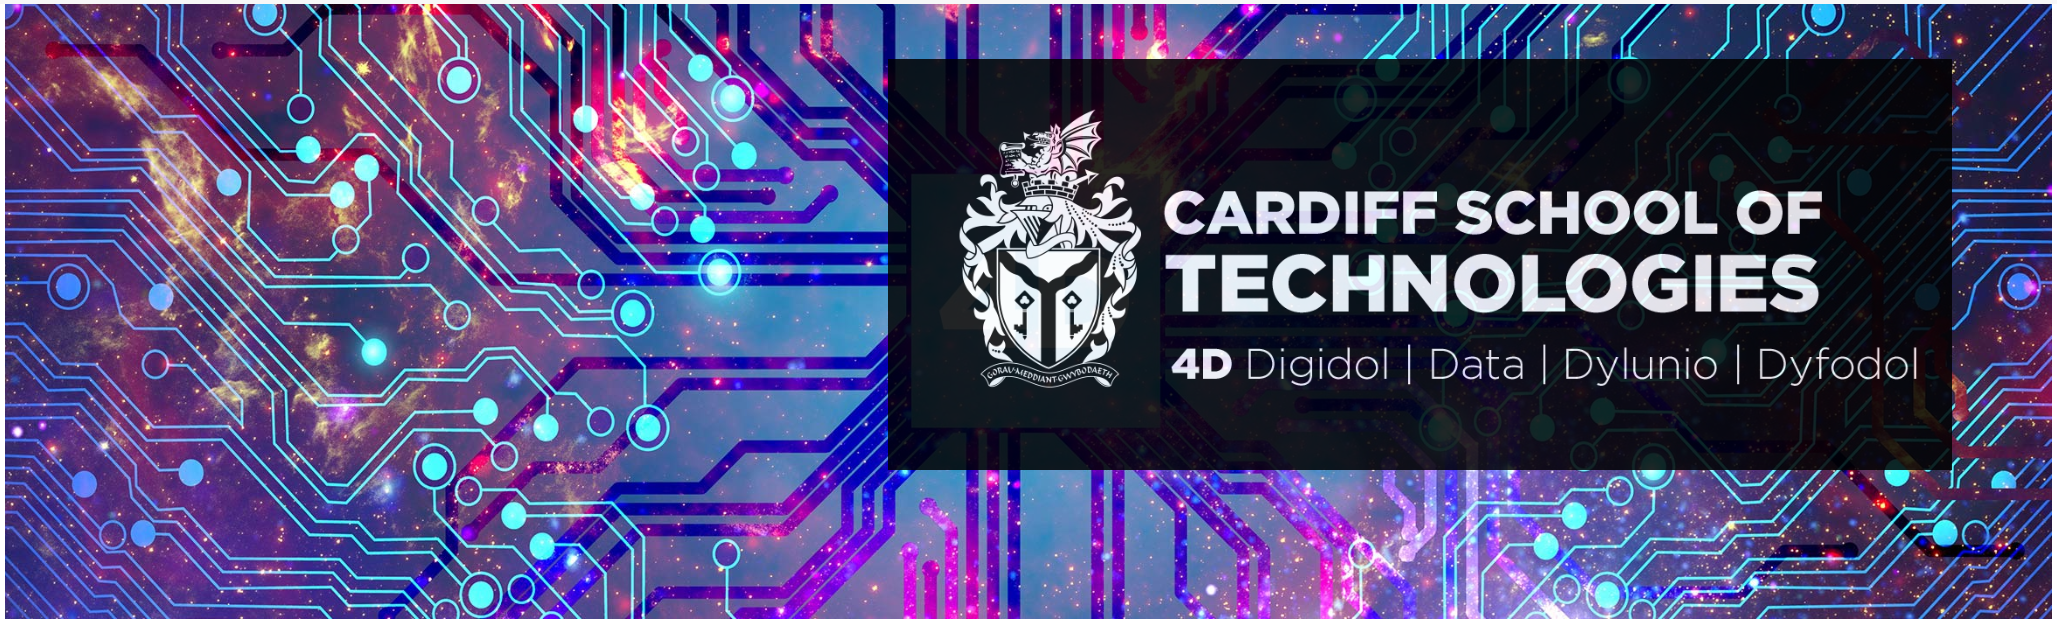 CARDIFF SCHOOL OF
TECHNOLOGIES
4D Digidol | Data | Dylunio | Dyfodol
GORAU·MEDDIANT·GWYBODAETH